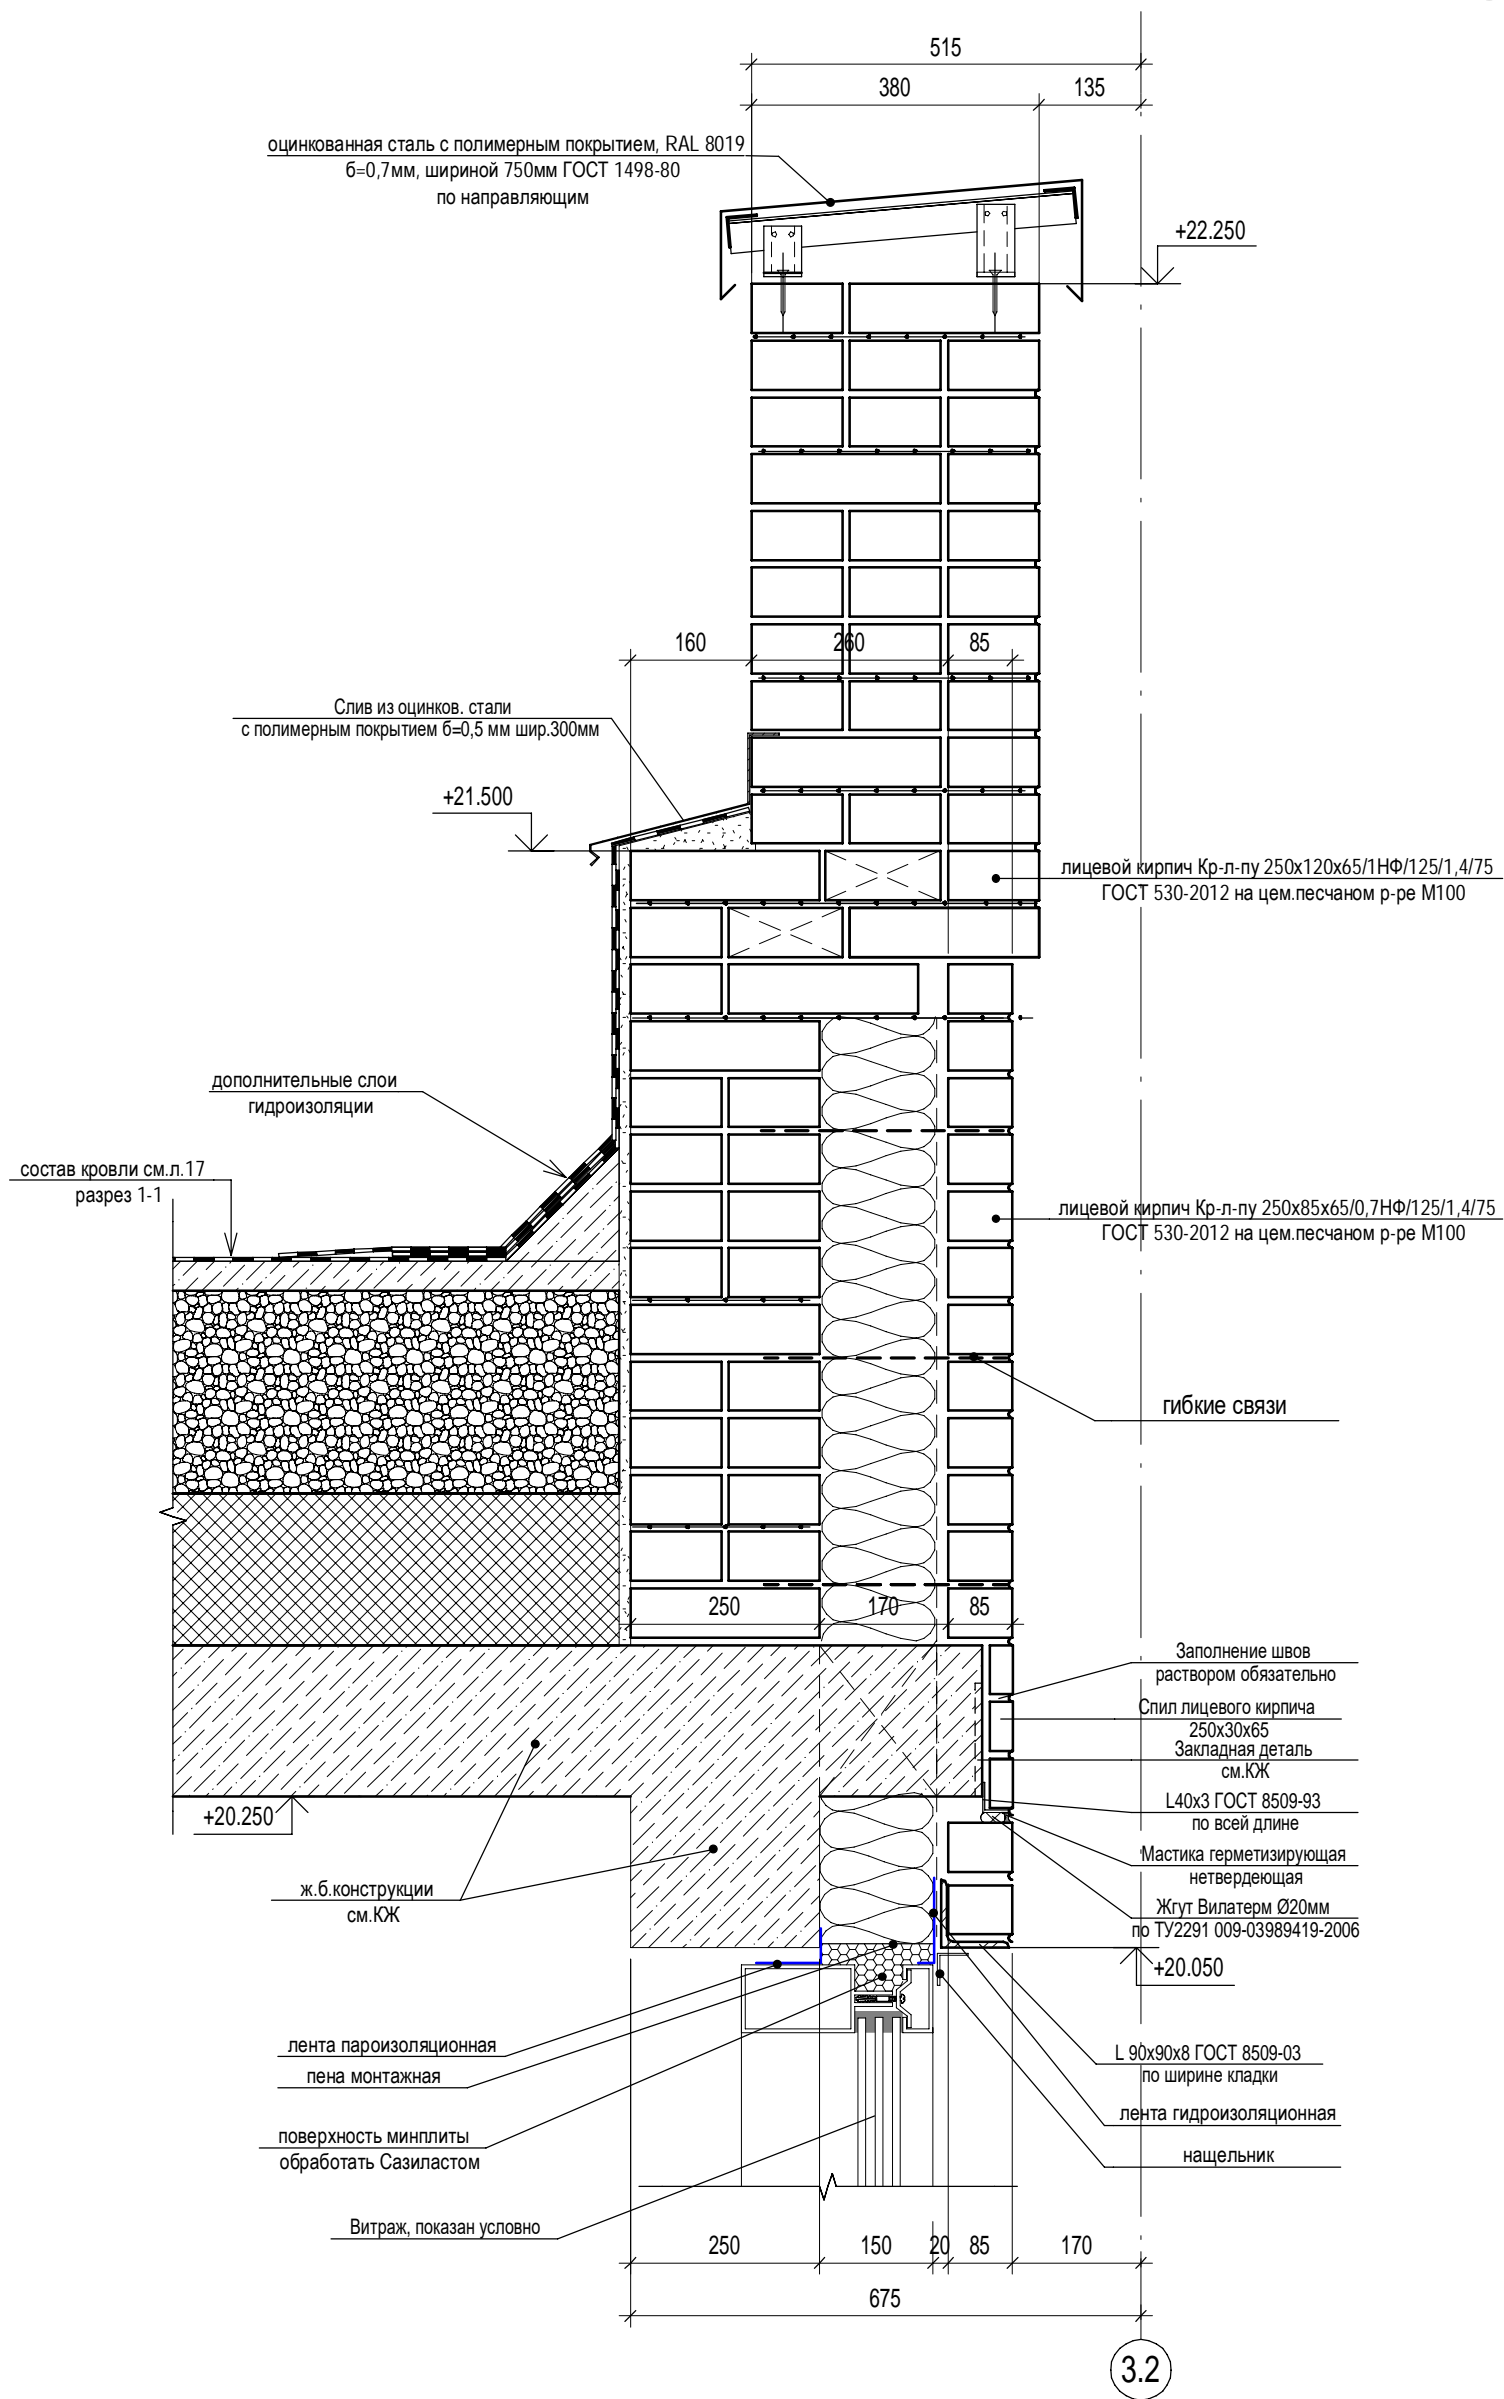 515
380
135
оцинкованная сталь с полимерным покрытием, RAL 8019
б=0,7мм, шириной 750мм ГОСТ 1498-80
по направляющим
+22.250
160
260
85
Слив из оцинков. стали
с полимерным покрытием б=0,5 мм шир.300мм
+21.500
лицевой кирпич Кр-л-пу 250х120х65/1НФ/125/1,4/75
ГОСТ 530-2012 на цем.песчаном р-ре М100
дополнительные слои
гидроизоляции
состав кровли см.л.17
разрез 1-1
лицевой кирпич Кр-л-пу 250х85х65/0,7НФ/125/1,4/75
ГОСТ 530-2012 на цем.песчаном р-ре М100
гибкие связи
250
170
85
Заполнение швов
раствором обязательно
Спил лицевого кирпича
250х30х65
Закладная деталь
см.КЖ
L40х3 ГОСТ 8509-93
по всей длине
+20.250
Мастика герметизирующая
нетвердеющая
ж.б.конструкции
см.КЖ
Жгут Вилатерм Ø20мм
по ТУ2291 009-03989419-2006
+20.050
лента пароизоляционная
пена монтажная
L 90х90х8 ГОСТ 8509-03
по ширине кладки
лента гидроизоляционная
поверхность минплиты
обработать Сазиластом
нащельник
Витраж, показан условно
250
150
20
85
170
675
3.2